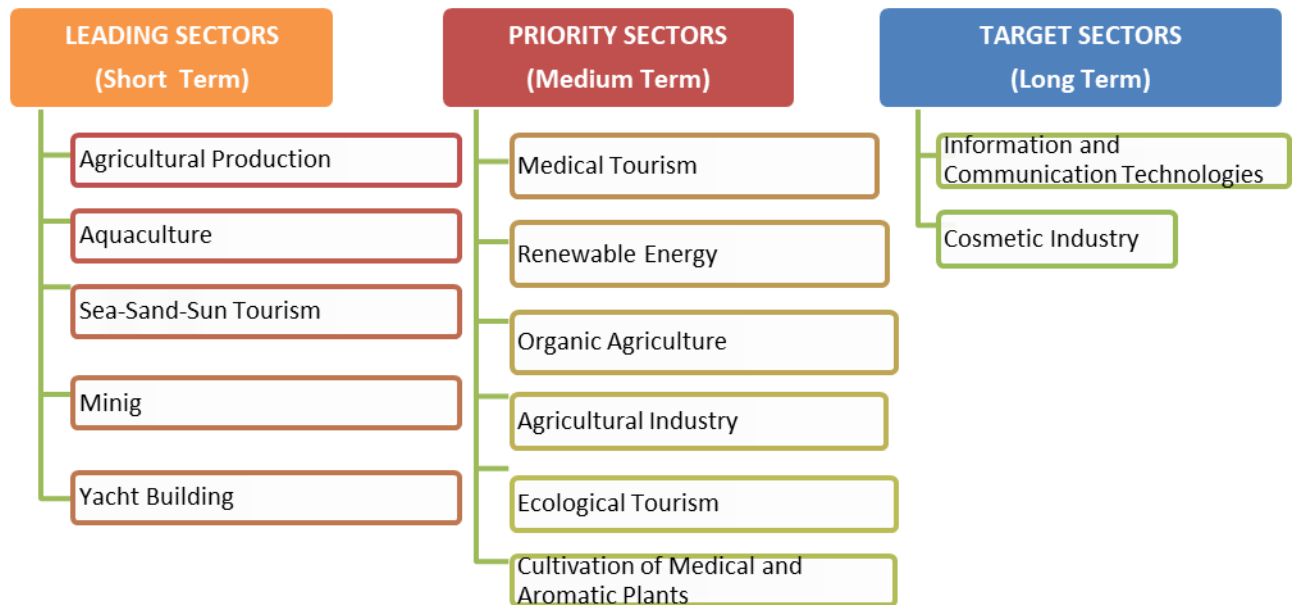 LEADING SECTORS
(Short Term)
Agricultural Production
Aquaculture
Sea-Sand-Sun Tourism
Minig
Yacht Building
PRIORITY SECTORS
(Medium Term)
Medical Tourism
Renewable Energy
Organic Agriculture
Agricultural Industry
Ecological Tourism
Cultivation of Medical and
Aromatic Plants
TARGET SECTORS
(Long Term)
Information and
Communication Technologies
Cosmetic Industry